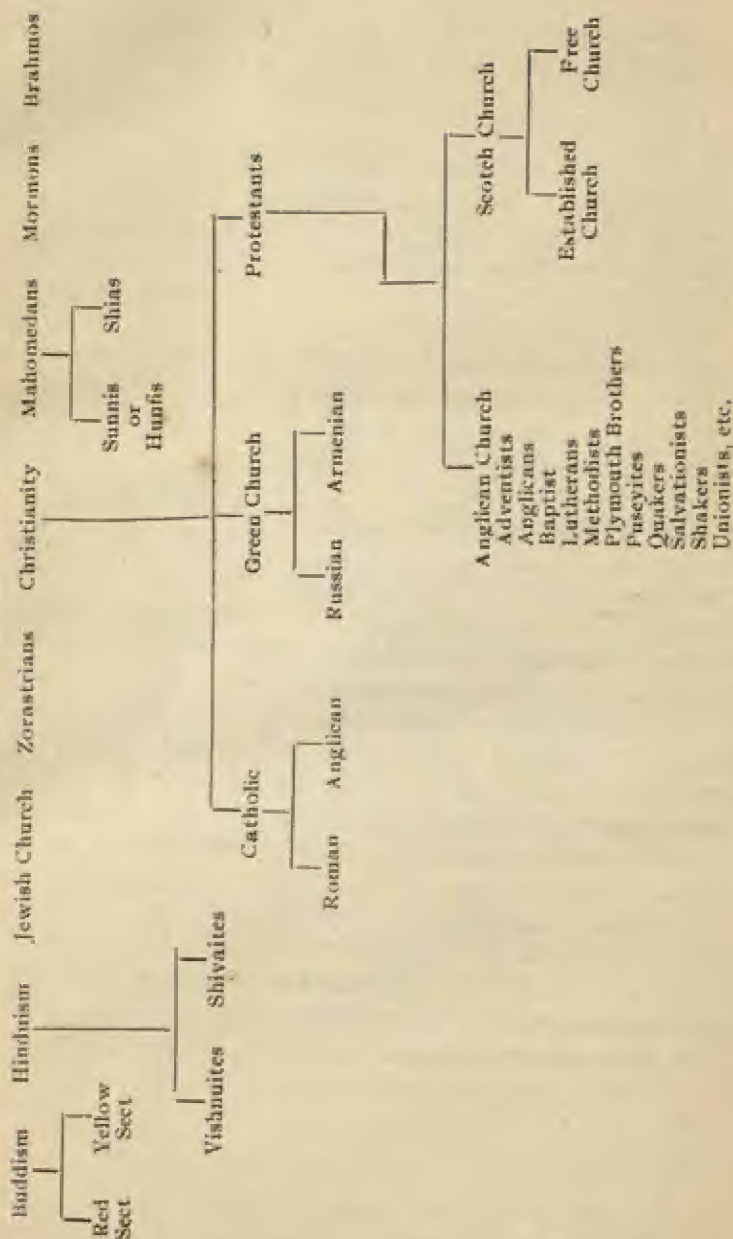 Buddism Hinduism Jewish Church Zorastrians Christianity Mahomedans Mormons Brahmos
Red Sect
Yellow Sect
Vishnuites Shivaites
Sunnis
or
Hunfis
Shias
Catholic Green Church Protestants
Roman Anglican Russian Armenian
Anglican Church
Adventists
Anglicans
Baptist
Lutherans
Methodists
Plymouth Brothers
Puseyites
Quakers
Salvationists
Shakers
Unionists, etc.
Scotch Church
Established
Church
Free
Church